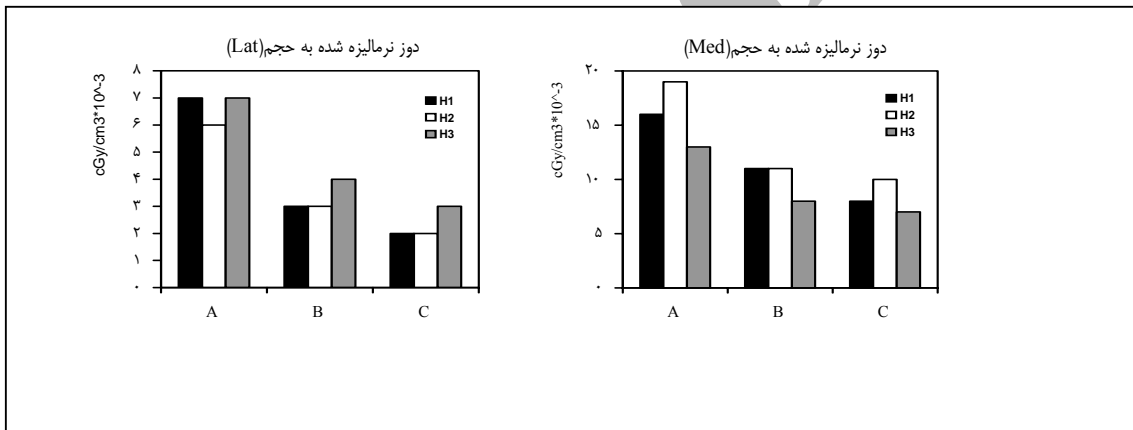 دوز نرمالیزه شده به حجم(Lat)
cGy/cm3*10^-3
۸
۷
۶
۵
۴
۳
۲
۱
۰
H1
H2
H3
A B C
دوز نرمالیزه شده به حجم(Med)
cGy/cm3*10^-3
۲۰
۱۵
۱۰
۵
۰
H1
H2
H3
A B C